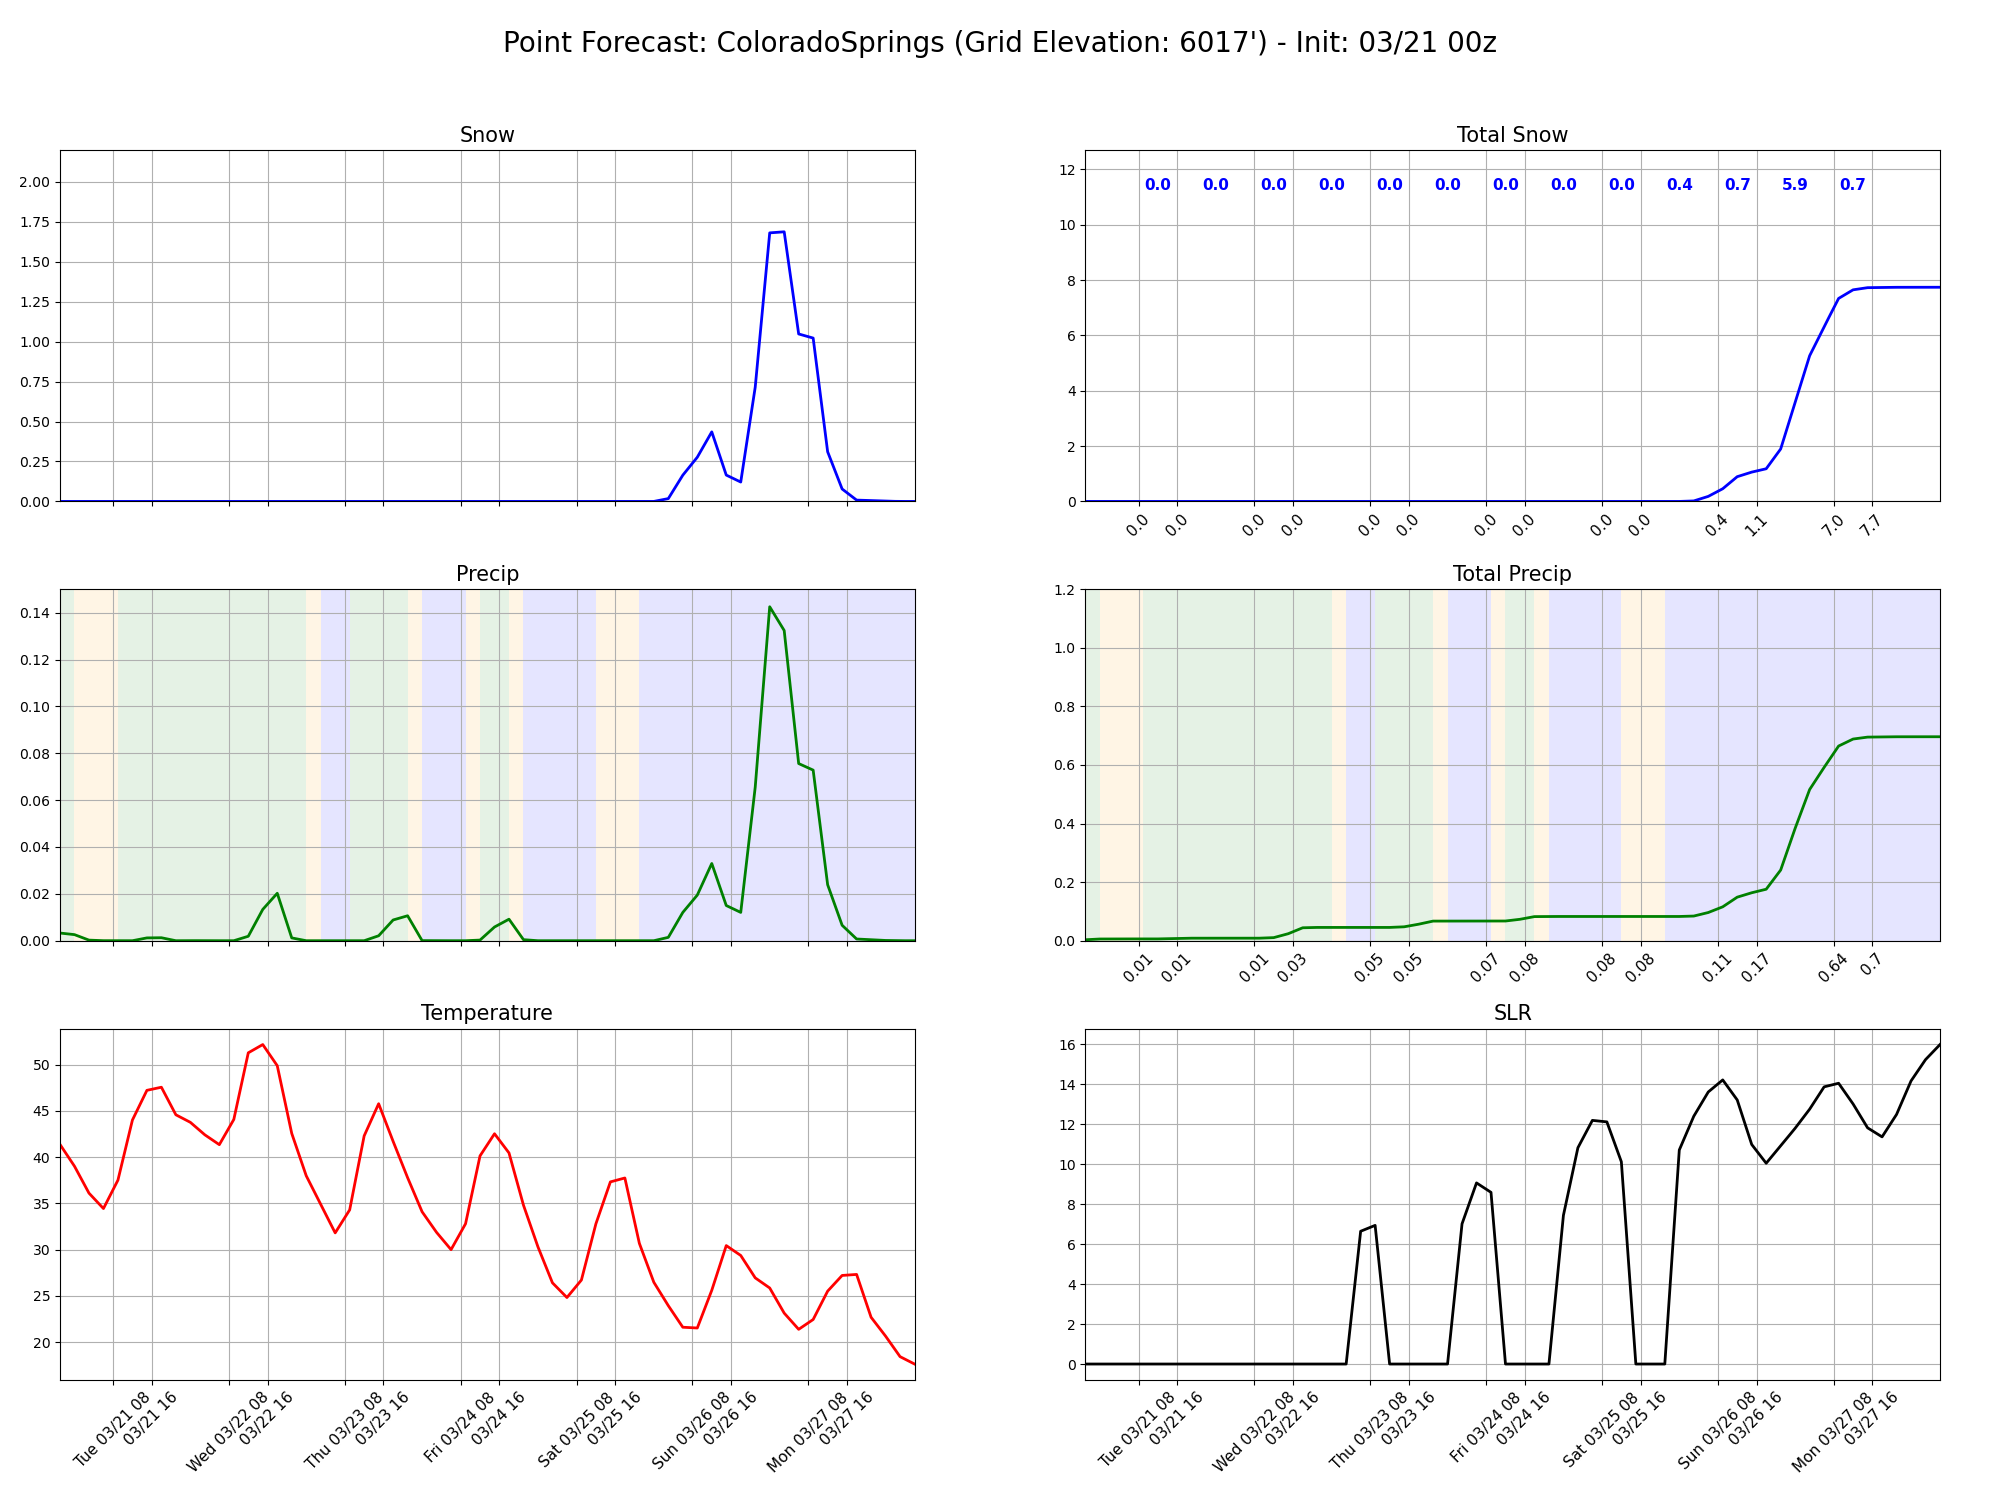 Point Forecast: ColoradoSprings (Grid Elevation: 6017') - Init: 03/21 00z
Snow
2.00
1.75
1.50
1.25
1.00
0.75
0.50
0.25
0.00
Total Snow
12
10
8
6
4
2
0
0.0 0.0 0.0 0.0 0.0 0.0 0.0 0.0 0.0 0.4 0.7 5.9 0.7
0.0 0.0 0.0 0.0 0.0 0.0 0.0 0.0 0.0 0.0 0.4 1.1 7.0 7.7
Precip
0.14
0.12
0.10
0.08
0.06
0.04
0.02
0.00
Total Precip
1.2
1.0
0.8
0.6
0.4
0.2
0.0
0.01 0.01 0.01 0.03 0.05 0.05 0.07 0.08 0.08 0.08 0.11 0.17 0.64 0.7
Temperature
50
45
40
35
30
25
20
Tue 03/21 08
03/21 16
Wed 03/22 08
03/22 16
Thu 03/23 08
03/23 16
Fri 03/24 08
03/24 16
Sat 03/25 08
03/25 16
Sun 03/26 08
03/26 16
Mon 03/27 08
03/27 16
SLR
16
14
12
10
8
6
4
2
0
Tue 03/21 08
03/21 16
Wed 03/22 08
03/22 16
Thu 03/23 08
03/23 16
Fri 03/24 08
03/24 16
Sat 03/25 08
03/25 16
Sun 03/26 08
03/26 16
Mon 03/27 08
03/27 16